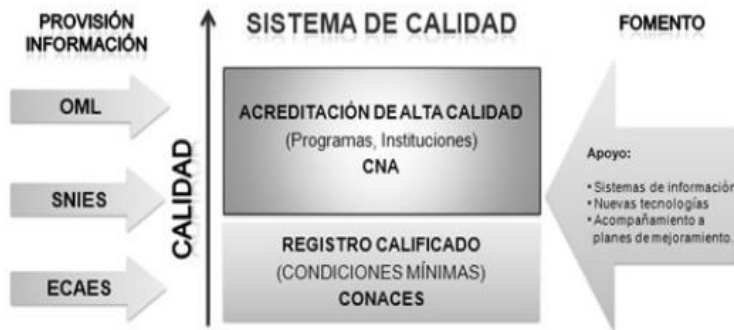 PROVISIÓN
INFORMACIÓN
OML
SNIES
ECAES
CALIDAD
SISTEMA DE CALIDAD
ACREDITACIÓN DE ALTA CALIDAD
(Programas, Instituciones)
CNA
REGISTRO CALIFICADO
(CONDICIONES MÍNIMAS)
CONACES
FOMENTO
Apoyo:
• Sistemas de información
• Nuevas tecnologías
• Acompañamiento a
planes de mejoramiento.